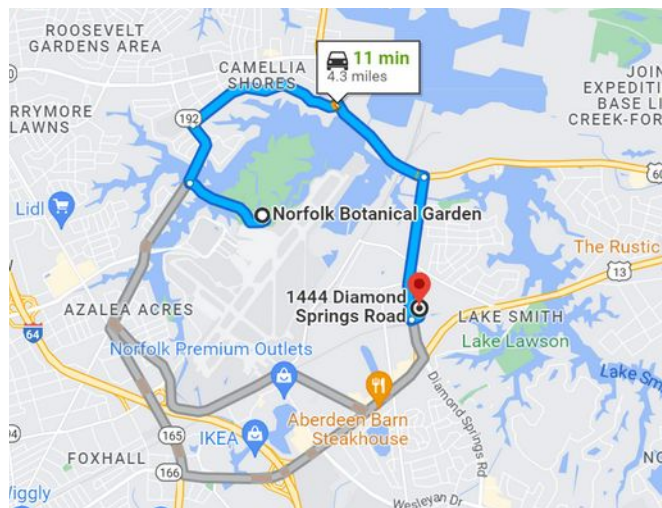 ROOSEVELT
GARDENS AREA
CAMELLIA
SHORES
11 min
4.3 miles
JOIN
EXPEDITI
BASE LI
CREEK-FOR
192
RRYMORE
LAWNS
60
Lidl
Norfolk Botanical Garden
The Rustic
13
1444 Diamond
Springs Road
AZALEA ACRES
LAKE SMITH
64
Lake Lawson
Norfolk Premium Outlets
Lake Sm
Aberdeen Barn
Steakhouse
Diamond Springs Rd
165
IKEA
FOXHALL
166
NO
Wiggly
Wesleyan Dr